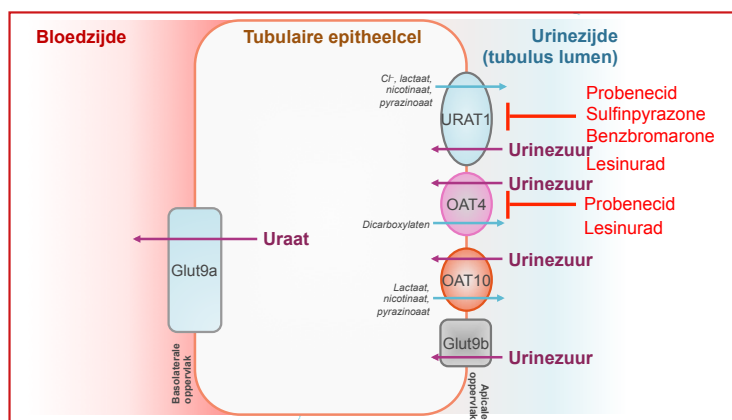 Bloedzijde
Tubulaire epitheelcel
Urinezijde
(tubulus lumen)
Cl⁻, lactaat,
nicotinaat,
pyrazinoaat
URAT1
Urinezuur
Probenecid
Sulfinpyrazone
Benzbromarone
Lesinurad
Urinezuur
OAT4
Dicarboxylaten
Probenecid
Lesinurad
Uraat
Glut9a
Urinezuur
OAT10
Lactaat,
nicotinaat,
pyrazinoaat
Glut9b
Urinezuur
Basolaterale
oppervlak
Apicale
oppervlak